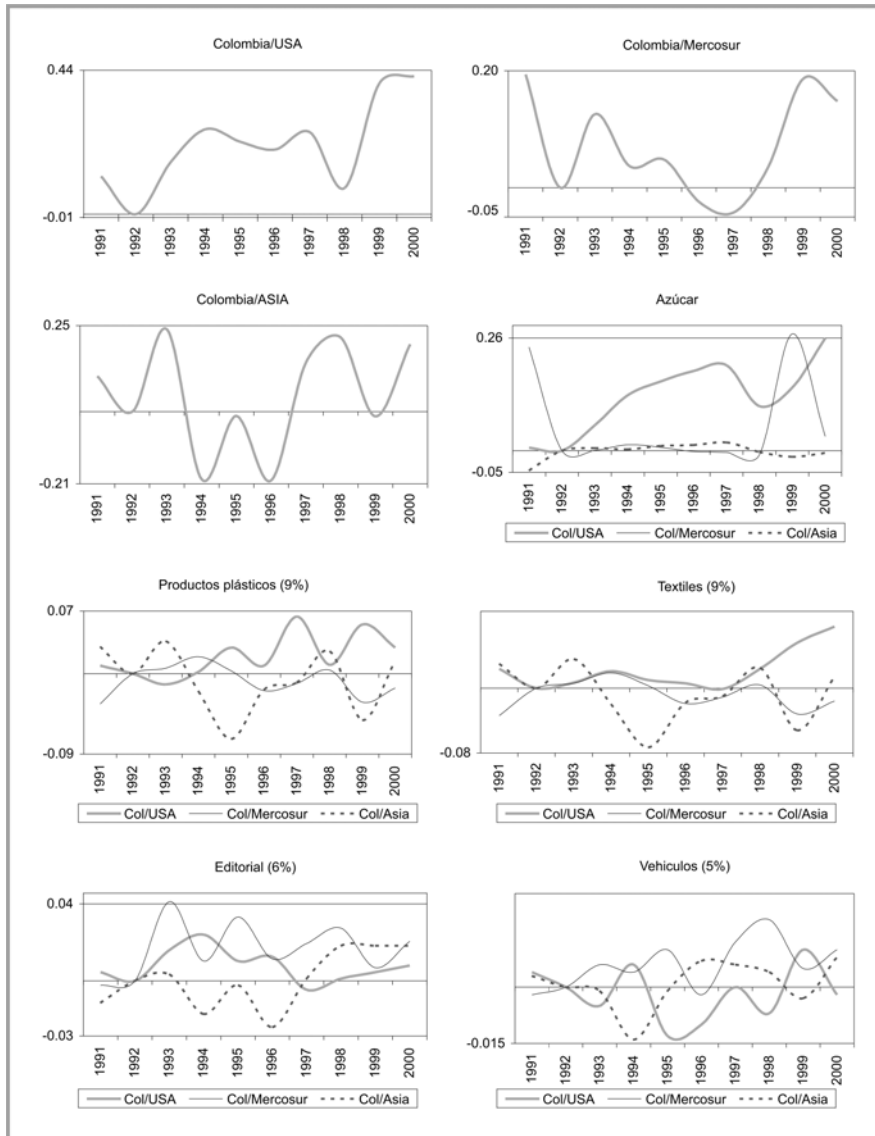 Colombia/USA
0.44
-0.01
1991 1992 1993 1994 1995 1996 1997 1998 1999 2000
Colombia/Mercosur
0.20
-0.05
1991 1992 1993 1994 1995 1996 1997 1998 1999 2000
Colombia/ASIA
0.25
-0.21
1991 1992 1993 1994 1995 1996 1997 1998 1999 2000
Azúcar
0.26
-0.05
1991 1992 1993 1994 1995 1996 1997 1998 1999 2000
Col/USA Col/Mercosur Col/Asia
Productos plásticos (9%)
0.07
-0.09
1991 1992 1993 1994 1995 1996 1997 1998 1999 2000
Col/USA Col/Mercosur Col/Asia
Textiles (9%)
-0.08
1991 1992 1993 1994 1995 1996 1997 1998 1999 2000
Col/USA Col/Mercosur Col/Asia
Editorial (6%)
0.04
-0.03
1991 1992 1993 1994 1995 1996 1997 1998 1999 2000
Col/USA Col/Mercosur Col/Asia
Vehiculos (5%)
-0.015
1991 1992 1993 1994 1995 1996 1997 1998 1999 2000
Col/USA Col/Mercosur Col/Asia